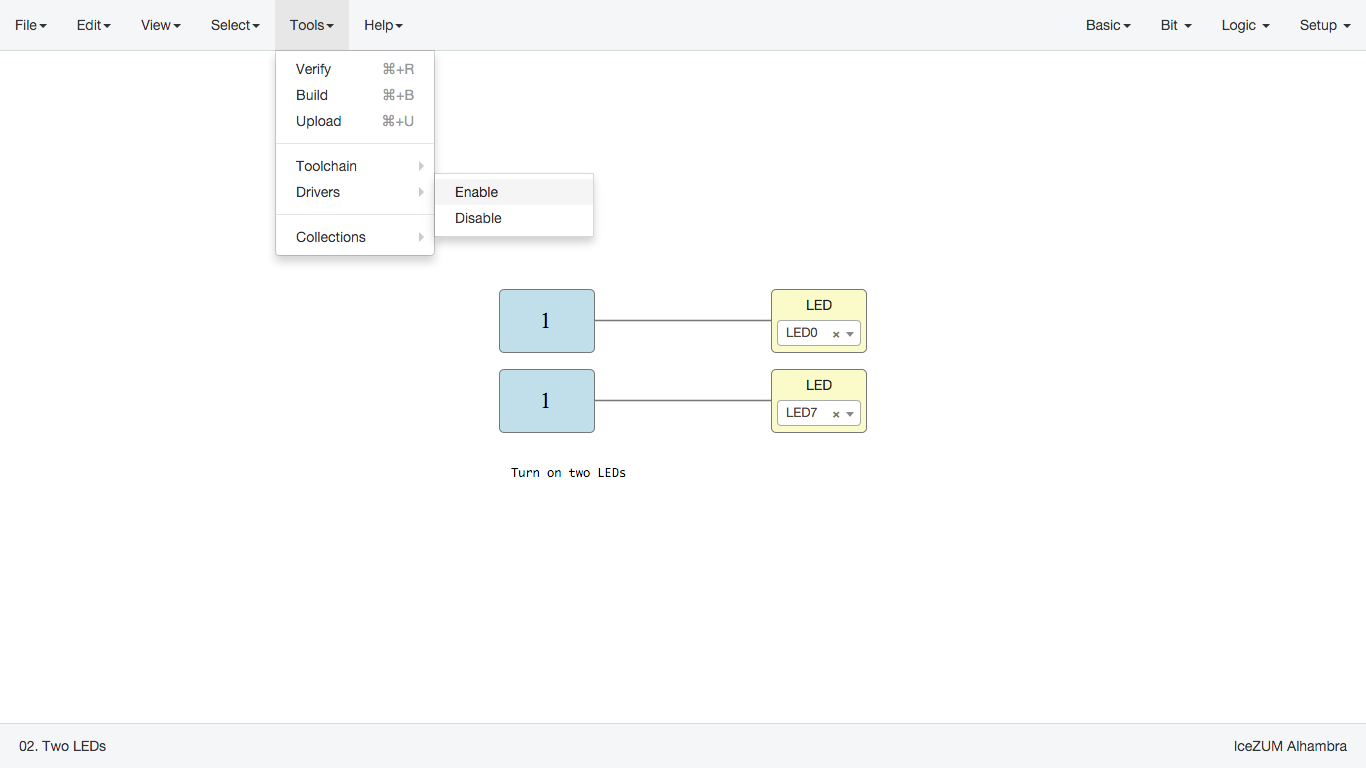 File Edit View Select Tools Help Basic Bit Logic Setup
Verify ⌘+R
Build ⌘+B
Upload ⌘+U
Toolchain
Drivers
Enable
Disable
Collections
1
LED
LED0 ×
1
LED
LED7 ×
Turn on two LEDs
02. Two LEDs IceZUM Alhambra